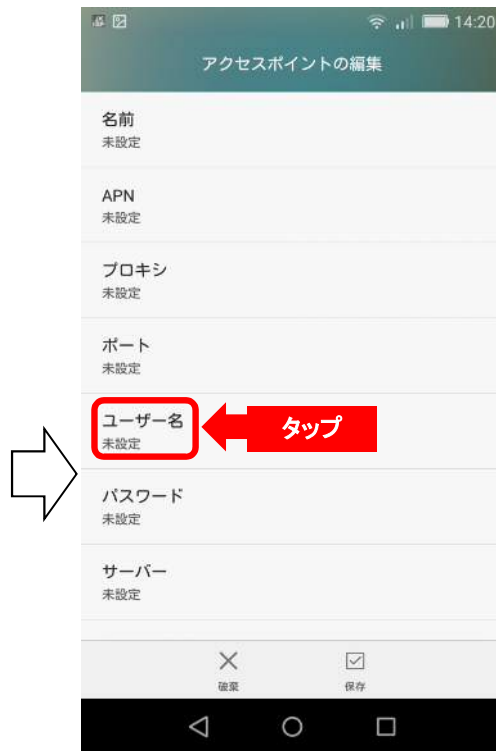 14:20
アクセスポイントの編集
名前
未設定
APN
未設定
プロキシ
未設定
ポート
未設定
ユーザー名
未設定
タップ
パスワード
未設定
サーバー
未設定
破棄
保存